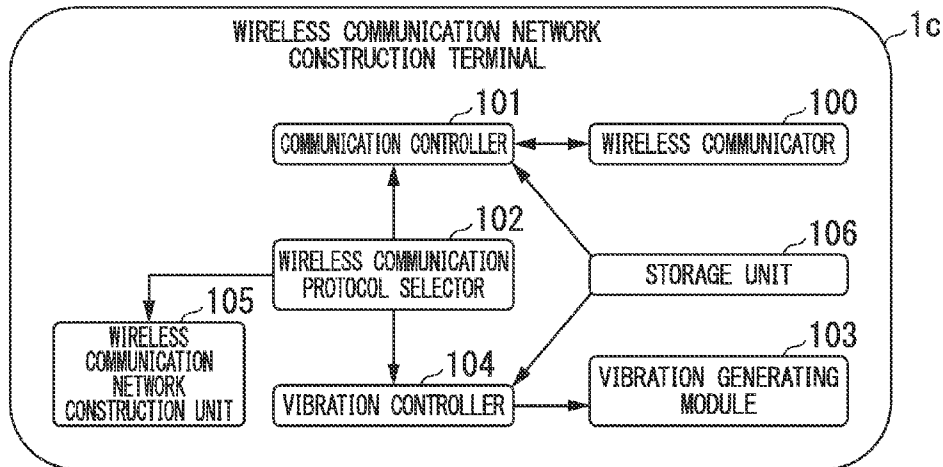 WIRELESS COMMUNICATION NETWORK
CONSTRUCTION TERMINAL
1c
101
COMMUNICATION CONTROLLER
100
WIRELESS COMMUNICATOR
102
WIRELESS COMMUNICATION
PROTOCOL SELECTOR
106
STORAGE UNIT
105
WIRELESS
COMMUNICATION
NETWORK
CONSTRUCTION UNIT
104
VIBRATION CONTROLLER
103
VIBRATION GENERATING
MODULE